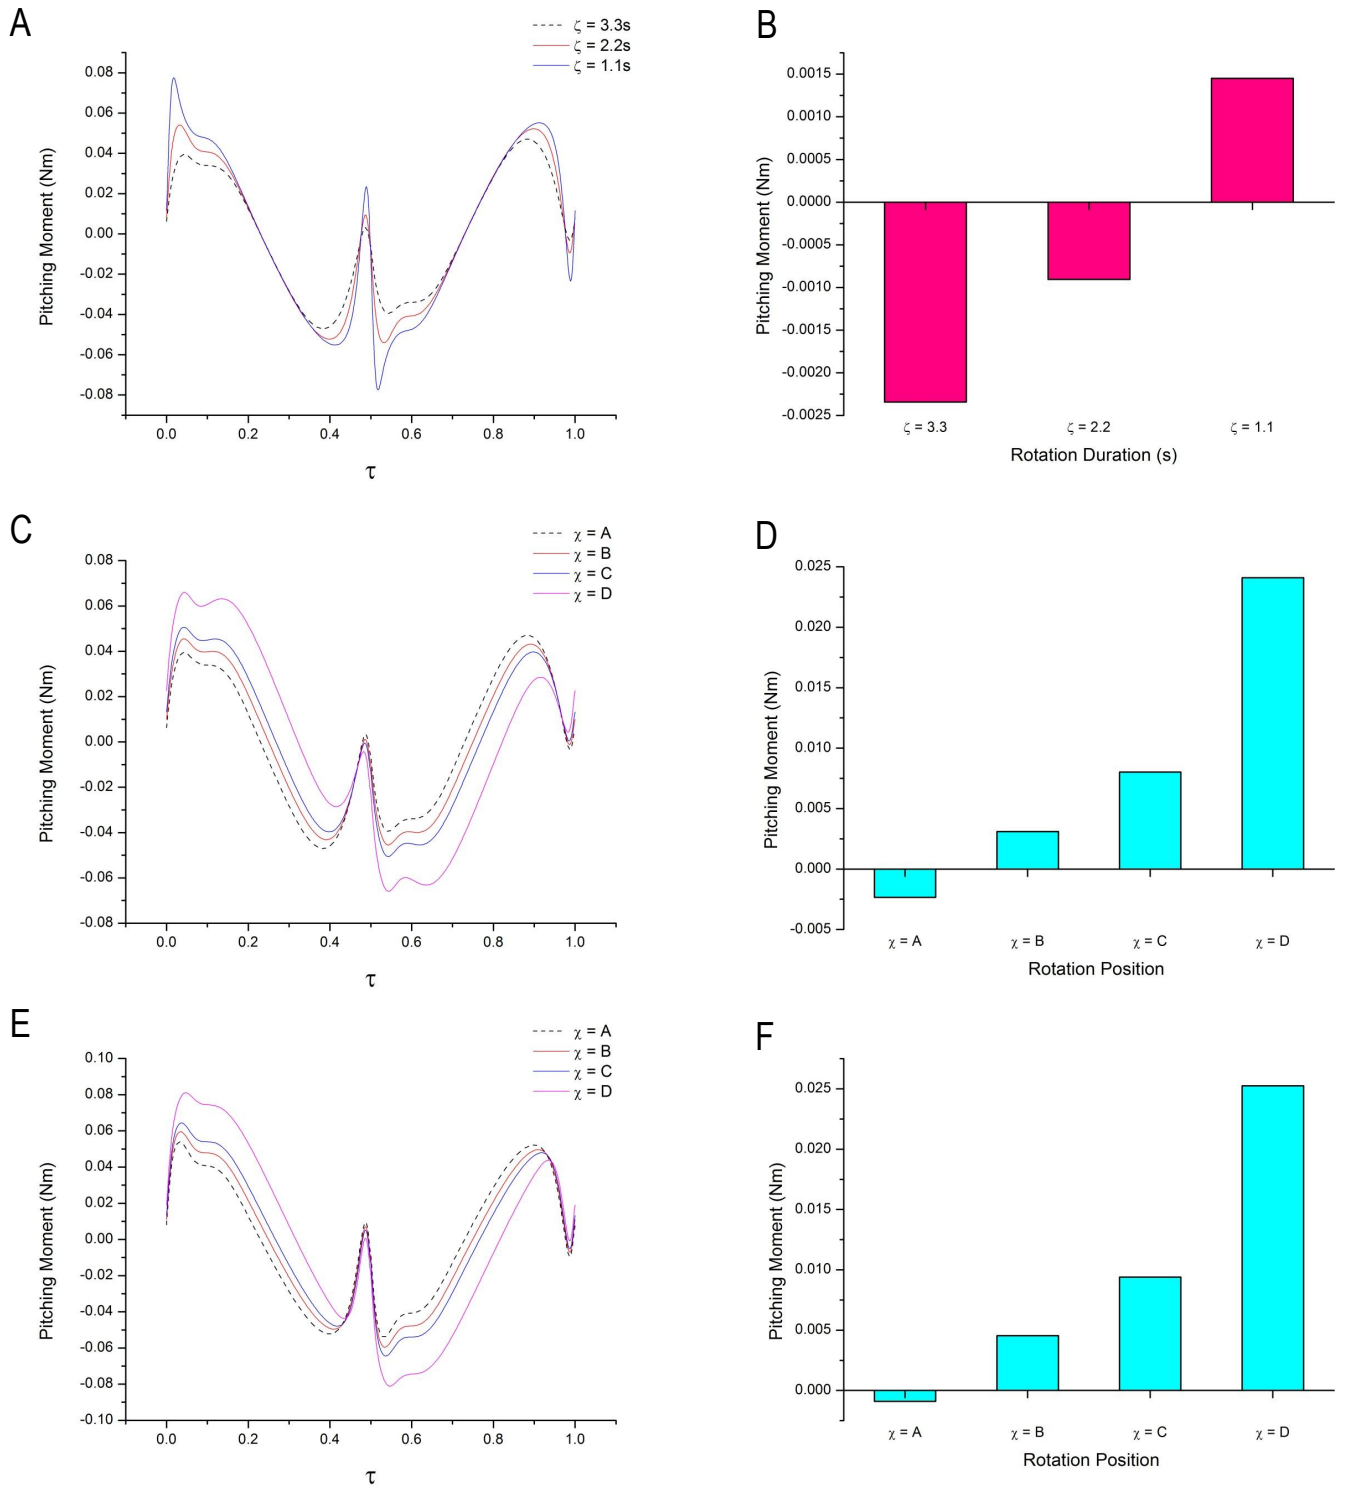 A
ζ = 3.3s
ζ = 2.2s
ζ = 1.1s
0.08
0.06
0.04
0.02
0.00
-0.02
-0.04
-0.06
-0.08
Pitching Moment (Nm)
0.0 0.2 0.4 0.6 0.8 1.0
τ
B
0.0015
0.0010
0.0005
0.0000
-0.0005
-0.0010
-0.0015
-0.0020
-0.0025
Pitching Moment (Nm)
ζ = 3.3 ζ = 2.2 ζ = 1.1
Rotation Duration (s)
C
χ = A
χ = B
χ = C
χ = D
0.08
0.06
0.04
0.02
0.00
-0.02
-0.04
-0.06
-0.08
Pitching Moment (Nm)
0.0 0.2 0.4 0.6 0.8 1.0
τ
D
0.025
0.020
0.015
0.010
0.005
0.000
-0.005
Pitching Moment (Nm)
χ = A χ = B χ = C χ = D
Rotation Position
E
χ = A
χ = B
χ = C
χ = D
0.10
0.08
0.06
0.04
0.02
0.00
-0.02
-0.04
-0.06
-0.08
-0.10
Pitching Moment (Nm)
0.0 0.2 0.4 0.6 0.8 1.0
τ
F
0.025
0.020
0.015
0.010
0.005
0.000
Pitching Moment (Nm)
χ = A χ = B χ = C χ = D
Rotation Position